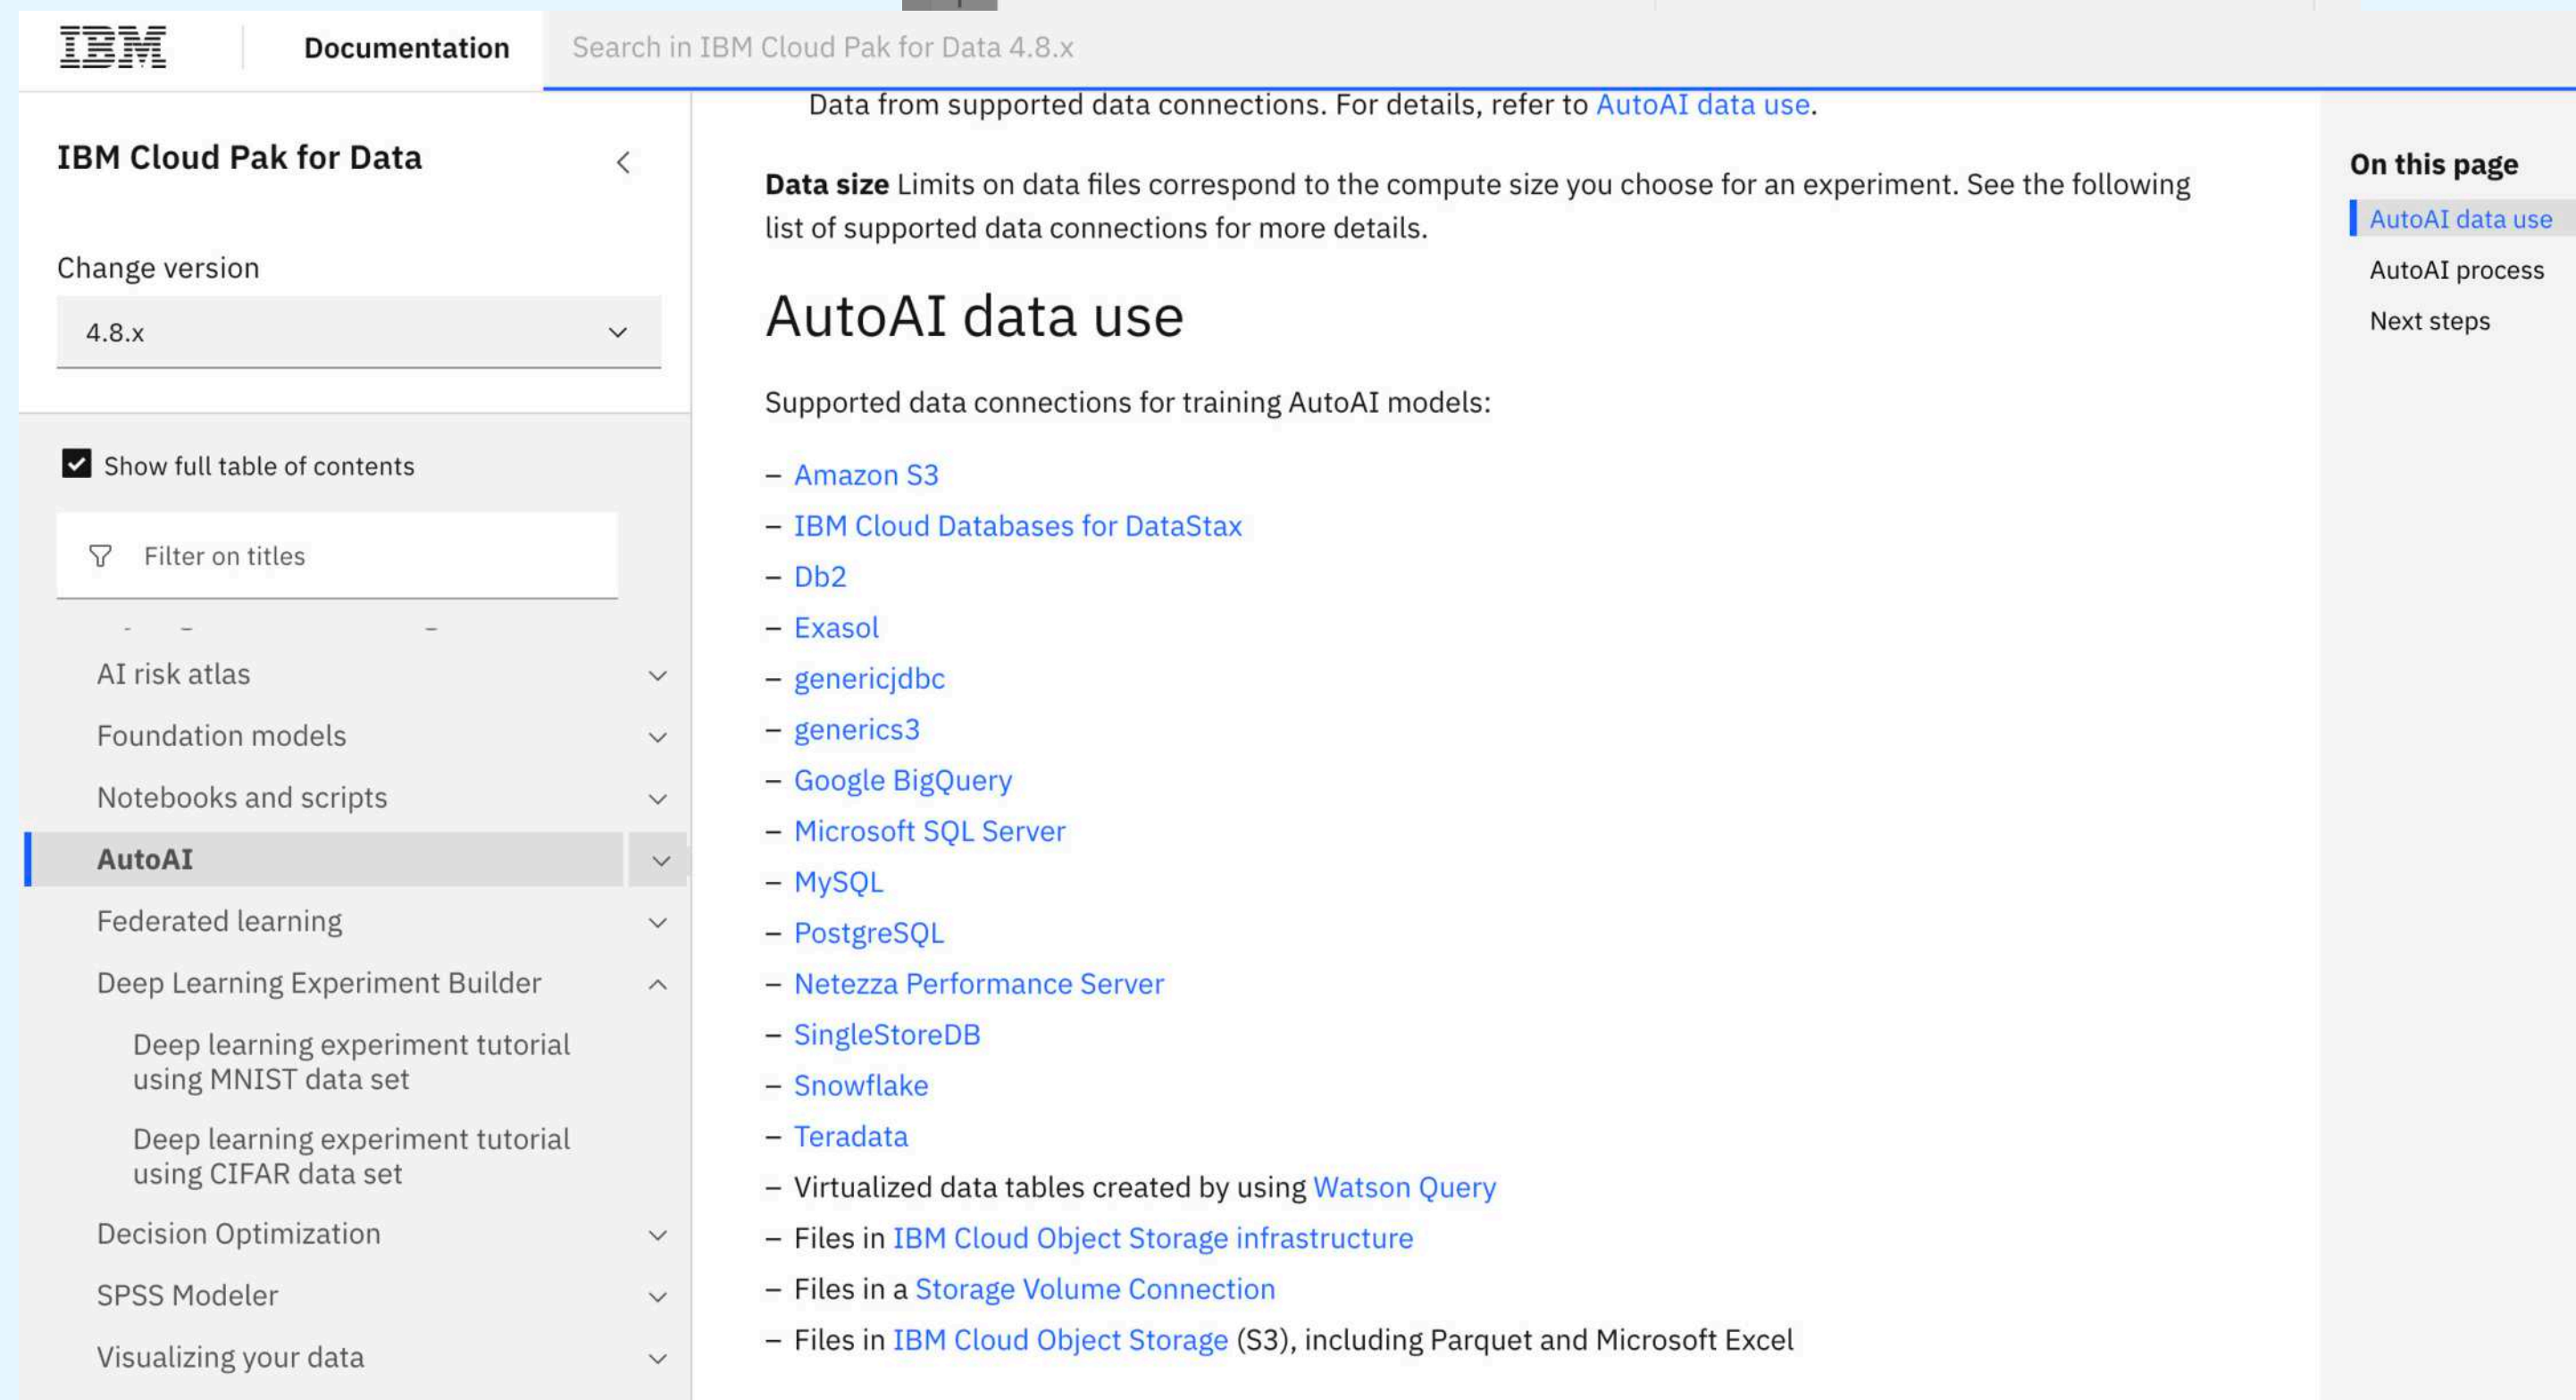 IBM
Documentation
Search in IBM Cloud Pak for Data 4.8.x
IBM Cloud Pak for Data
Change version
4.8.x
Show full table of contents
Filter on titles
AI risk atlas
Foundation models
Notebooks and scripts
AutoAI
Federated learning
Deep Learning Experiment Builder
Deep learning experiment tutorial
using MNIST data set
Deep learning experiment tutorial
using CIFAR data set
Decision Optimization
SPSS Modeler
Visualizing your data
Data from supported data connections. For details, refer to AutoAI data use.
Data size Limits on data files correspond to the compute size you choose for an experiment. See the following
list of supported data connections for more details.
AutoAI data use
Supported data connections for training AutoAI models:
– Amazon S3
– IBM Cloud Databases for DataStax
– Db2
– Exasol
– genericjdbc
– generics3
– Google BigQuery
– Microsoft SQL Server
– MySQL
– PostgreSQL
– Netezza Performance Server
– SingleStoreDB
– Snowflake
– Teradata
– Virtualized data tables created by using Watson Query
– Files in IBM Cloud Object Storage infrastructure
– Files in a Storage Volume Connection
– Files in IBM Cloud Object Storage (S3), including Parquet and Microsoft Excel
On this page
AutoAI data use
AutoAI process
Next steps